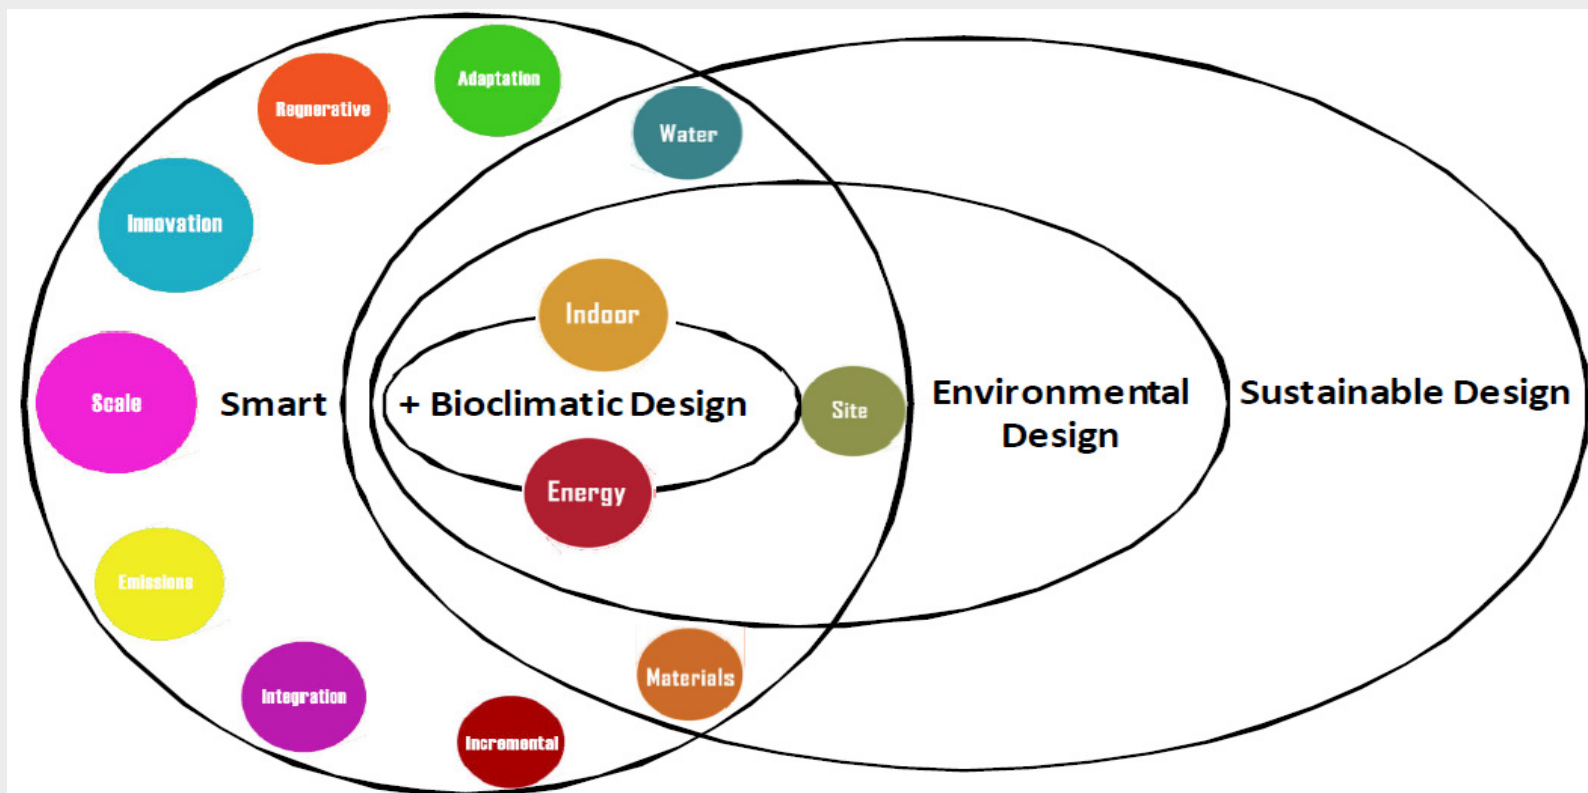 Adaptation
Regnerative
Water
Innovation
Indoor
Scale
Smart
+ Bioclimatic Design
Site
Environmental
Design
Sustainable Design
Energy
Emissions
Materials
Integration
Incremental